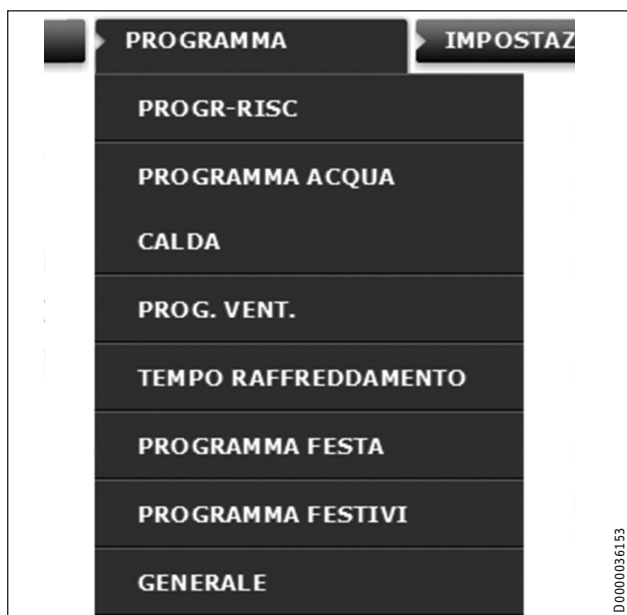 PROGRAMMA
IMPOSTAZ
PROGR-RISC
PROGRAMMA ACQUA
CALDA
PROG. VENT.
TEMPO RAFFREDDAMENTO
PROGRAMMA FESTA
PROGRAMMA FESTIVI
GENERALE
D0000036153